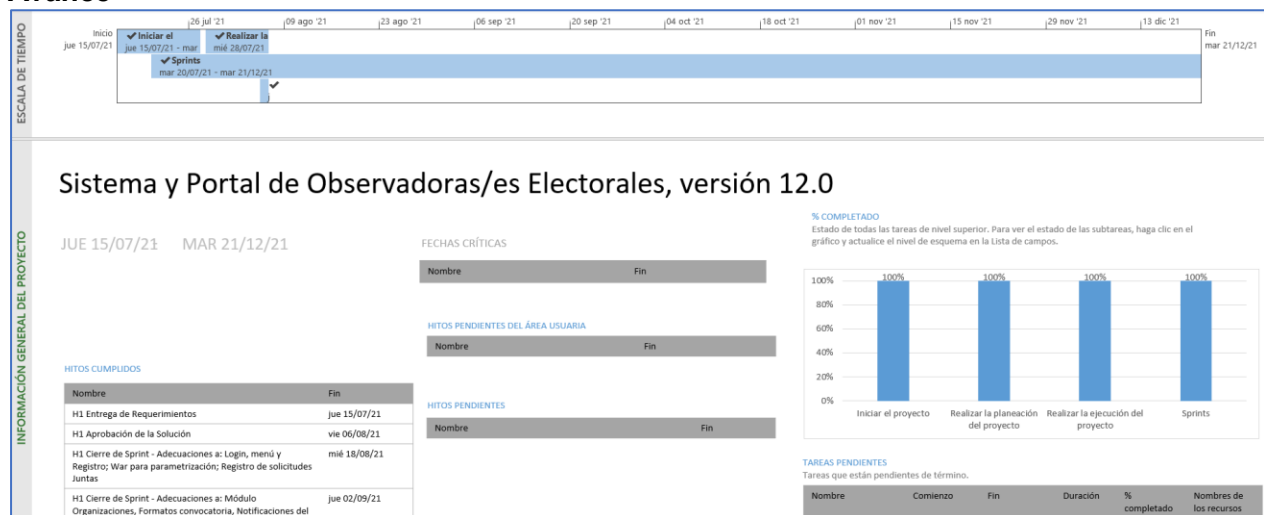 ESCALA DE TIEMPO
26 jul '21
09 ago '21
23 ago '21
06 sep '21
20 sep '21
04 oct '21
18 oct '21
01 nov '21
15 nov '21
29 nov '21
13 dic '21
Inicio
jue 15/07/21
Iniciar el
jue 15/07/21 - mar
Realizar la
mié 28/07/21
Sprints
mar 20/07/21 - mar 21/12/21
Fin
mar 21/12/21
INFORMACIÓN GENERAL DEL PROYECTO
Sistema y Portal de Observadoras/es Electorales, versión 12.0
JUE 15/07/21 MAR 21/12/21
HITOS CUMPLIDOS
Nombre Fin
H1 Entrega de Requerimientos jue 15/07/21
H1 Aprobación de la Solución vie 06/08/21
H1 Cierre de Sprint - Adecuaciones a: Login, menú y mié 18/08/21
Registro; War para parametrización; Registro de solicitudes
Juntas
H1 Cierre de Sprint - Adecuaciones a: Módulo jue 02/09/21
Organizaciones, Formatos convocatoria, Notificaciones del
FECHAS CRÍTICAS
Nombre Fin
HITOS PENDIENTES DEL ÁREA USUARIA
Nombre Fin
HITOS PENDIENTES
Nombre Fin
% COMPLETADO
Estado de todas las tareas de nivel superior. Para ver el estado de las subtareas, haga clic en el
gráfico y actualice el nivel de esquema en la Lista de campos.
100%
80%
60%
40%
20%
0%
100% 100% 100% 100%
Iniciar el proyecto
Realizar la planeación
del proyecto
Realizar la ejecución del
proyecto
Sprints
TAREAS PENDIENTES
Tareas que están pendientes de término.
Nombre Comienzo Fin Duración % completado Nombres de los recursos